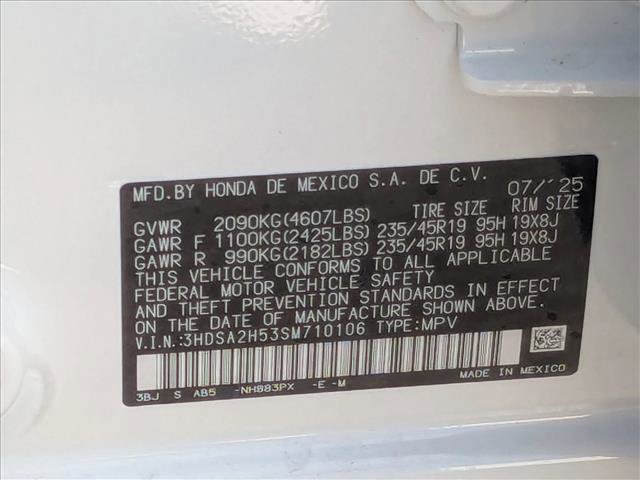 MFD. BY HONDA DE MEXICO S.A. DE C.V. 07/'25
TIRE SIZE RIM SIZE
GVWR 2090KG(4607LBS)
GAWR F 1100KG(2425LBS) 235/45R19 95H 19X8J
GAWR R 990KG(2182LBS) 235/45R19 95H 19X8J
THIS VEHICLE CONFORMS TO ALL APPLICABLE
FEDERAL MOTOR VEHICLE SAFETY
AND THEFT PREVENTION STANDARDS IN EFFECT
ON THE DATE OF MANUFACTURE SHOWN ABOVE.
V.I.N.:3HDSA2H53SM710106 TYPE:MPV
3BJ S AB5 -NH883PX -E -M
MADE IN MEXICO